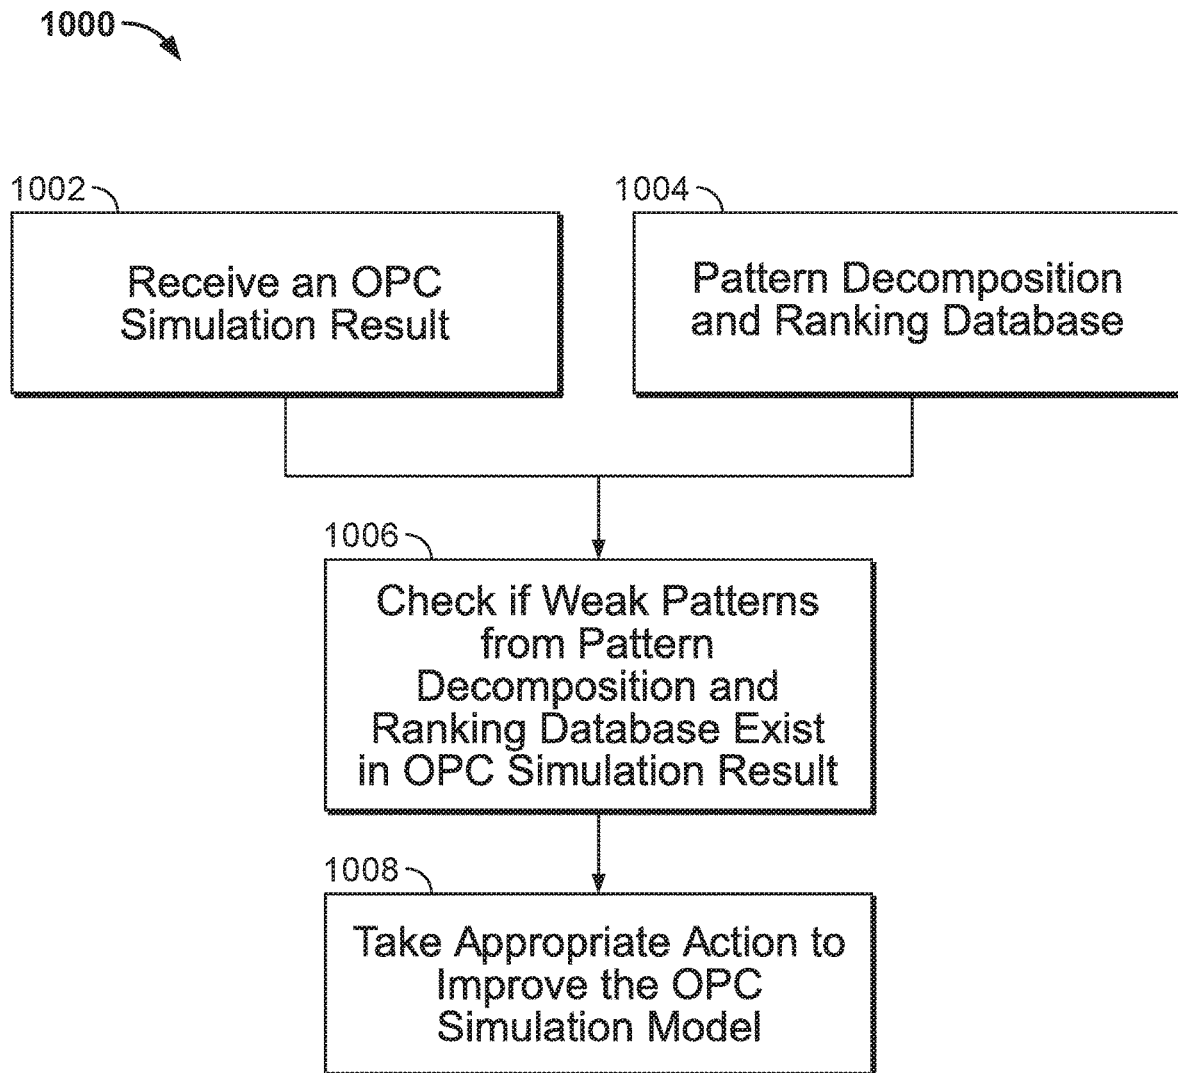 1000
1002
Receive an OPC
Simulation Result
1004
Pattern Decomposition
and Ranking Database
1006
Check if Weak Patterns
from Pattern
Decomposition and
Ranking Database Exist
in OPC Simulation Result
1008
Take Appropriate Action to
Improve the OPC
Simulation Model